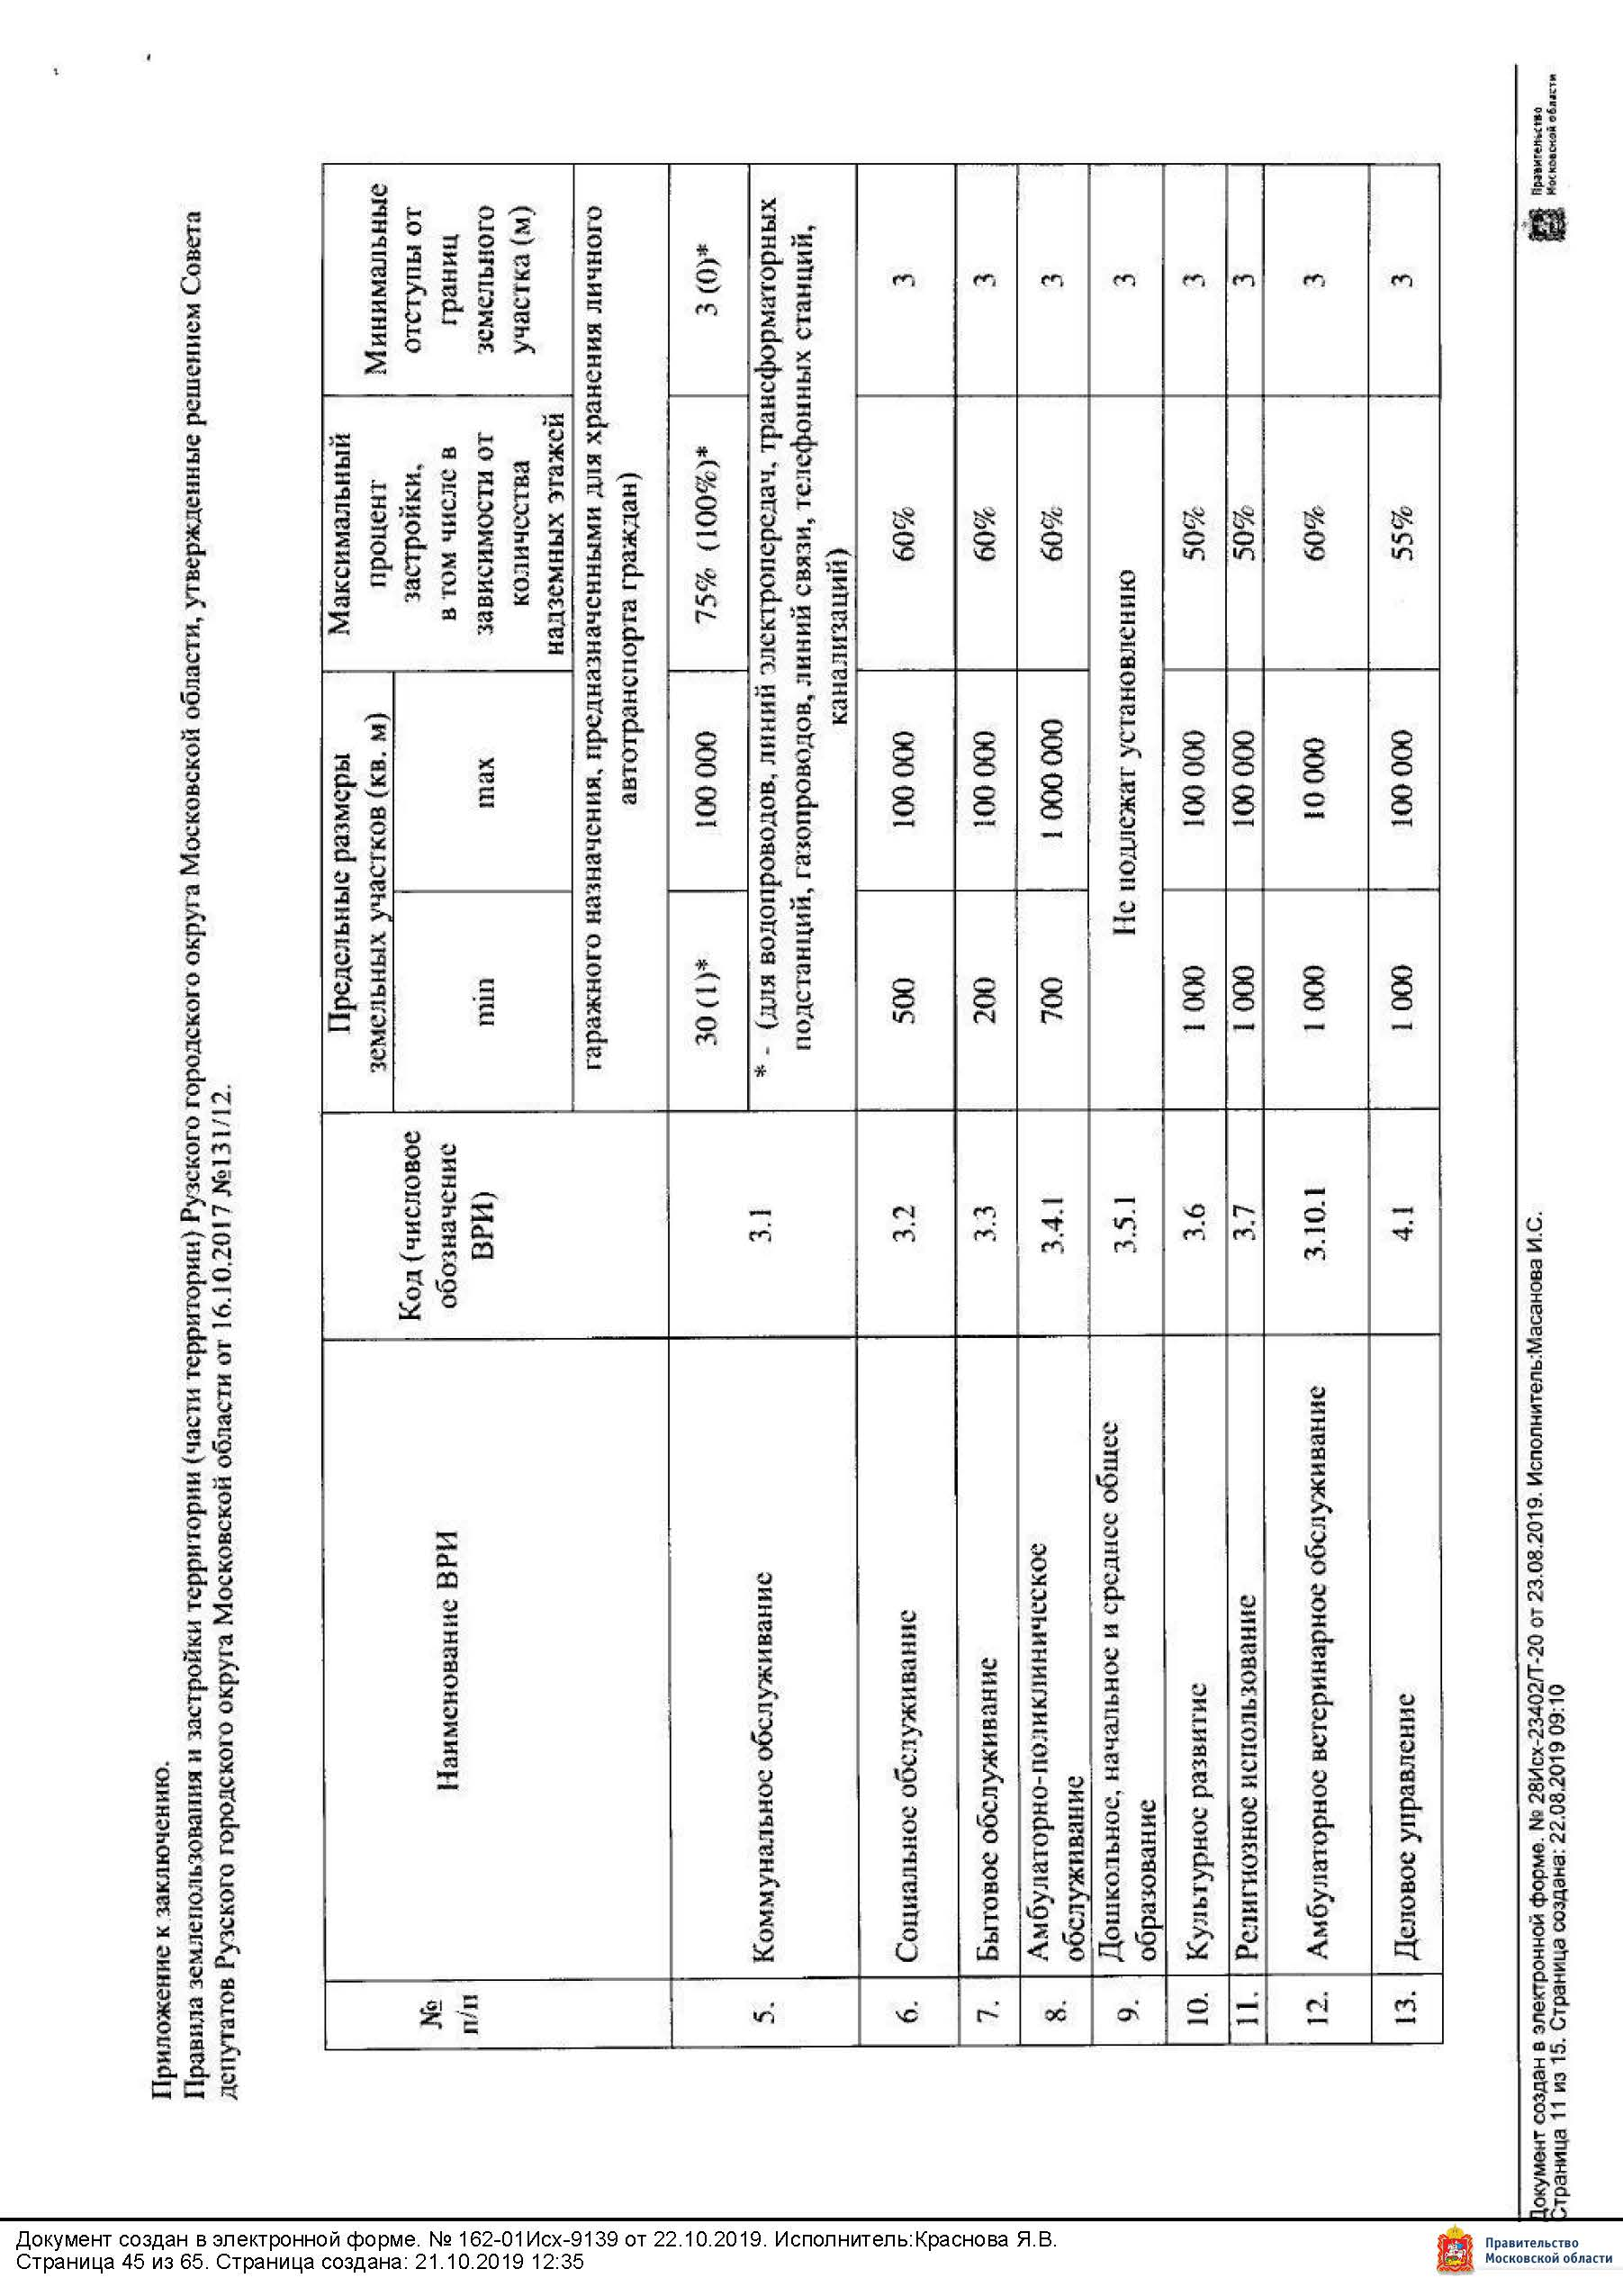 Приложение к заключению.
Правила землепользования и застройки территории (части территории) Рузского городского округа Московской области, утвержденные решением Совета
депутатов Рузского городского округа Московской области от 16.10.2017 №131/12.
№
п/п
Наименование ВРИ
Код (числовое
обозначение
ВРИ)
Предельные размеры
земельных участков (кв. м)
min
max
Максимальный
процент
застройки,
в том числе в
зависимости от
количества
надземных этажей
Минимальные
отступы от
границ
земельного
участка (м)
гаражного назначения, предназначенными для хранения личного
автотранспорта граждан)
5. Коммунальное обслуживание 3.1 30 (1)* 100 000 75% (100%)* 3 (0)*
* - (для водопроводов, линий электропередач, трансформаторных
подстанций, газопроводов, линий связи, телефонных станций,
канализаций)
6. Социальное обслуживание 3.2 500 100 000 60% 3
7. Бытовое обслуживание 3.3 200 100 000 60% 3
8. Амбулаторно-поликлиническое
обслуживание 3.4.1 700 1 000 000 60% 3
9. Дошкольное, начальное и среднее общее
образование 3.5.1 Не подлежат установлению 3
10. Культурное развитие 3.6 1 000 100 000 50% 3
11. Религиозное использование 3.7 1 000 100 000 50% 3
12. Амбулаторное ветеринарное обслуживание 3.10.1 1 000 10 000 60% 3
13. Деловое управление 4.1 1 000 100 000 55% 3
Документ создан в электронной форме. № 28Исх-23402/Т-20 от 23.08.2019. Исполнитель:Масанова И.С.
Страница 11 из 15. Страница создана: 22.08.2019 09:10
Правительство
Московской области
Документ создан в электронной форме. № 162-01Исх-9139 от 22.10.2019. Исполнитель:Краснова Я.В.
Страница 45 из 65. Страница создана: 21.10.2019 12:35
Правительство
Московской области